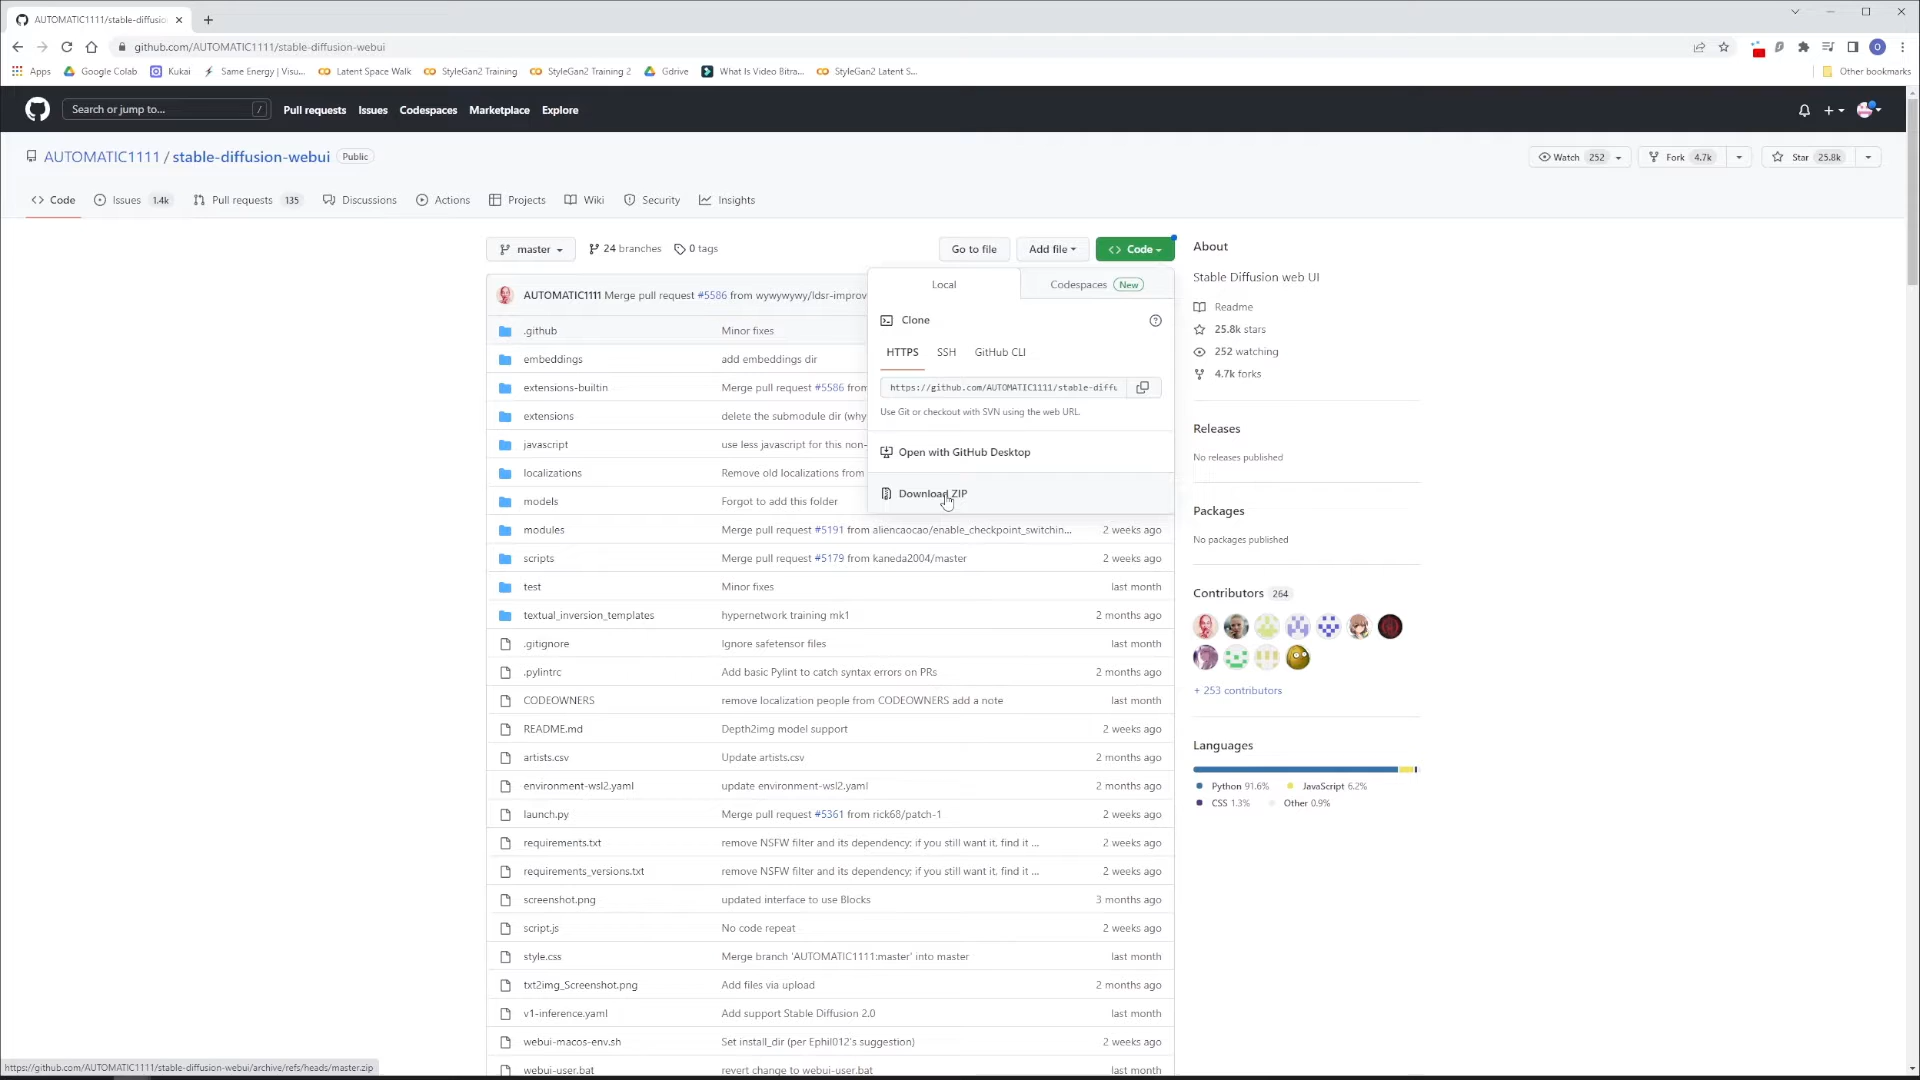 AUTOMATIC1111/stable-diffusio
github.com/AUTOMATIC1111/stable-diffusion-webui
O
Apps Google Colab Kukai Same Energy | Visu... Latent Space Walk StyleGan2 Training StyleGan2 Training 2 Gdrive What Is Video Bitra... StyleGan2 Latent S... Other bookmarks
Search or jump to... / Pull requests Issues Codespaces Marketplace Explore
AUTOMATIC1111 / stable-diffusion-webui Public
Watch 252 Fork 4.7k Star 25.8k
Code Issues 1.4k Pull requests 135 Discussions Actions Projects Wiki Security Insights
master 24 branches 0 tags Go to file Add file Code
AUTOMATIC1111 Merge pull request #5586 from wywywywy/ldsr-improv
.github Minor fixes
embeddings add embeddings dir
extensions-builtin Merge pull request #5586 from
extensions delete the submodule dir (why
javascript use less javascript for this non-
localizations Remove old localizations from
models Forgot to add this folder
modules Merge pull request #5191 from aliencaocao/enable_checkpoint_switchin... 2 weeks ago
scripts Merge pull request #5179 from kaneda2004/master 2 weeks ago
test Minor fixes last month
textual_inversion_templates hypernetwork training mk1 2 months ago
.gitignore Ignore safetensor files last month
.pylintrc Add basic Pylint to catch syntax errors on PRs 2 months ago
CODEOWNERS remove localization people from CODEOWNERS add a note last month
README.md Depth2img model support 2 weeks ago
artists.csv Update artists.csv 2 months ago
environment-wsl2.yaml update environment-wsl2.yaml 2 months ago
launch.py Merge pull request #5361 from rick68/patch-1 2 weeks ago
requirements.txt remove NSFW filter and its dependency; if you still want it, find it ... 2 weeks ago
requirements_versions.txt remove NSFW filter and its dependency; if you still want it, find it ... 2 weeks ago
screenshot.png updated interface to use Blocks 3 months ago
script.js No code repeat 2 weeks ago
style.css Merge branch 'AUTOMATIC1111:master' into master last month
txt2img_Screenshot.png Add files via upload 2 months ago
v1-inference.yaml Add support Stable Diffusion 2.0 last month
webui-macos-env.sh Set install_dir (per Ephil012's suggestion) 2 weeks ago
webui-user.bat revert change to webui-user.bat last month
Local Codespaces New
Clone
HTTPS SSH GitHub CLI
https://github.com/AUTOMATIC1111/stable-diffu
Use Git or checkout with SVN using the web URL.
Open with GitHub Desktop
Download ZIP
About
Stable Diffusion web UI
Readme
25.8k stars
252 watching
4.7k forks
Releases
No releases published
Packages
No packages published
Contributors 264
+ 253 contributors
Languages
Python 91.6% JavaScript 6.2%
CSS 1.3% Other 0.9%
https://github.com/AUTOMATIC1111/stable-diffusion-webui/archive/refs/heads/master.zip